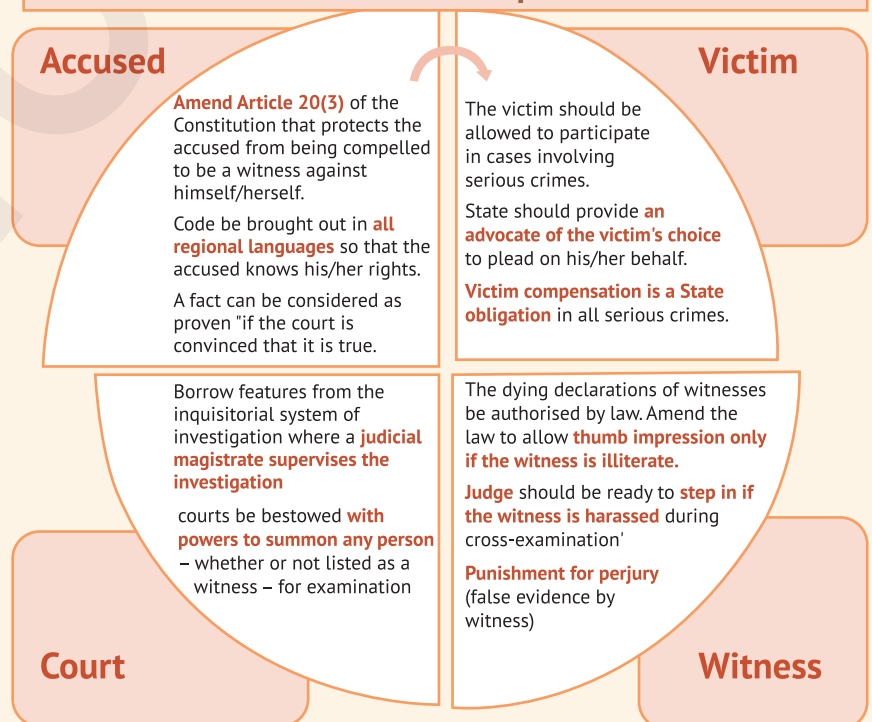 Accused
Amend Article 20(3) of the
Constitution that protects the
accused from being compelled
to be a witness against
himself/herself.
Code be brought out in all
regional languages so that the
accused knows his/her rights.
A fact can be considered as
proven "if the court is
convinced that it is true.
Victim
The victim should be
allowed to participate
in cases involving
serious crimes.
State should provide an
advocate of the victim's choice
to plead on his/her behalf.
Victim compensation is a State
obligation in all serious crimes.
Borrow features from the
inquisitorial system of
investigation where a judicial
magistrate supervises the
investigation
courts be bestowed with
powers to summon any person
– whether or not listed as a
witness – for examination
Court
The dying declarations of witnesses
be authorised by law. Amend the
law to allow thumb impression only
if the witness is illiterate.
Judge should be ready to step in if
the witness is harassed during
cross-examination'
Punishment for perjury
(false evidence by
witness)
Witness